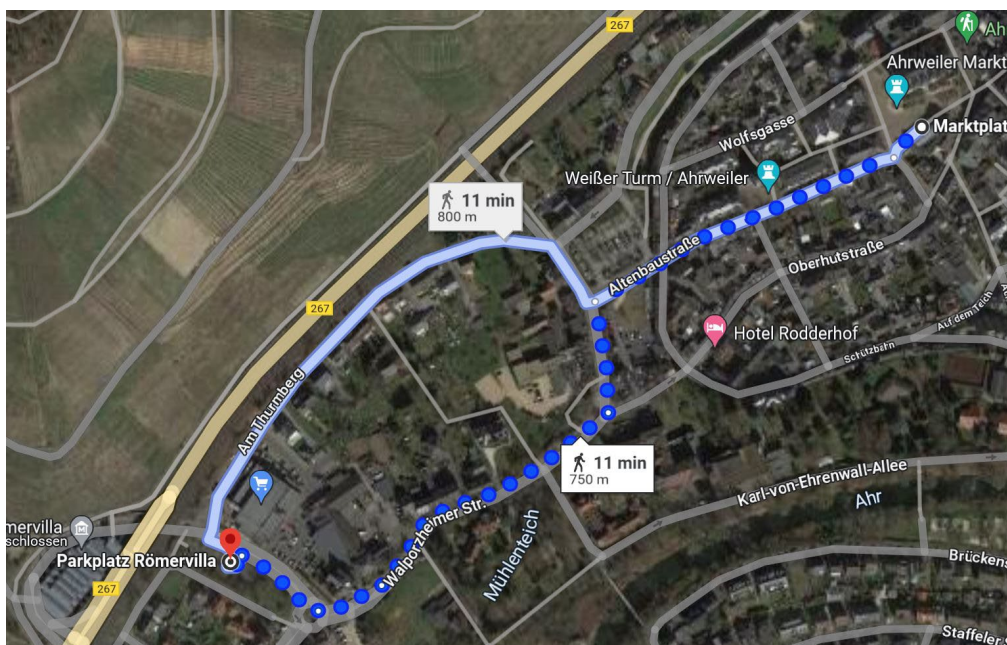 267
Ah
Ahrweiler Markt
Wolfsgasse
Marktplat
Weißer Turm / Ahrweiler
11 min
800 m
Altenbaustraße
Oberhutstraße
267
Auf dem Teich
Hotel Rodderhof
Schützbahn
Am Thurmberg
11 min
750 m
Karl-von-Ehrenwall-Allee
Ahr
Walporzheimer Str.
Mühlenteich
mervilla
schlossen
Parkplatz Römervilla
267
Brückens
Staffeler S